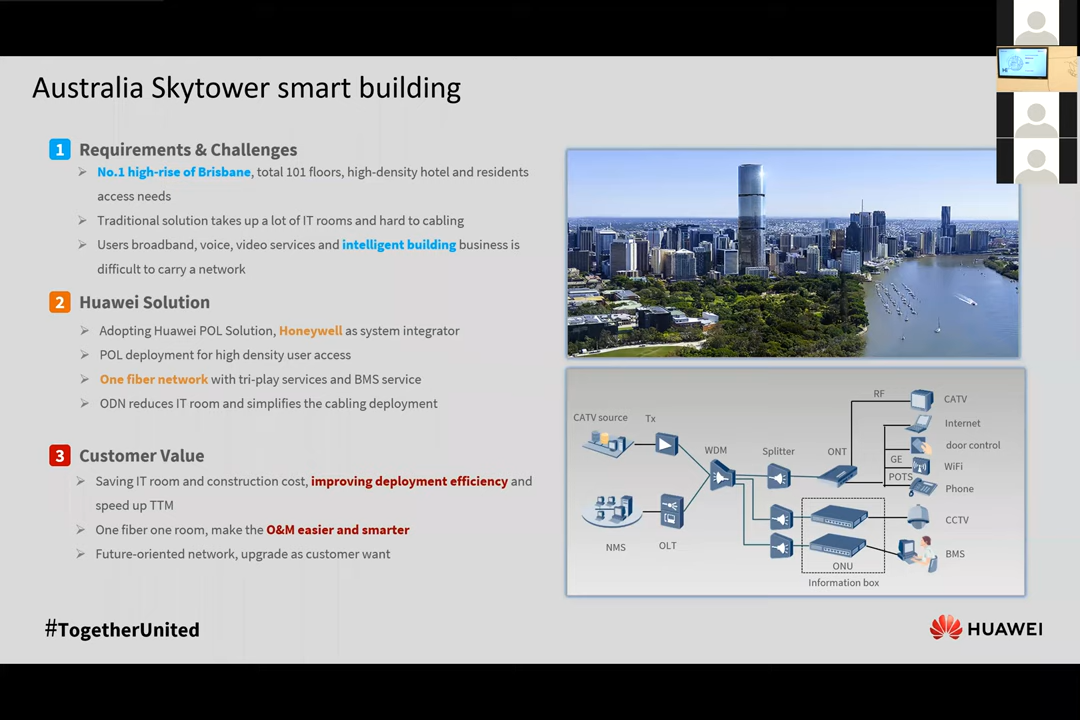 Australia Skytower smart building
1 Requirements & Challenges
No.1 high-rise of Brisbane, total 101 floors, high-density hotel and residents
access needs
Traditional solution takes up a lot of IT rooms and hard to cabling
Users broadband, voice, video services and intelligent building business is
difficult to carry a network
2 Huawei Solution
Adopting Huawei POL Solution, Honeywell as system integrator
POL deployment for high density user access
One fiber network with tri-play services and BMS service
ODN reduces IT room and simplifies the cabling deployment
3 Customer Value
Saving IT room and construction cost, improving deployment efficiency and
speed up TTM
One fiber one room, make the O&M easier and smarter
Future-oriented network, upgrade as customer want
CATV source
Tx
WDM
Splitter
ONT
RF
CATV
Internet
door control
GE
WiFi
POTS
Phone
CCTV
NMS
OLT
ONU
BMS
Information box
#TogetherUnited
HUAWEI